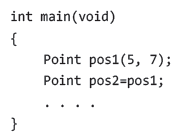 int main(void)
{
    Point pos1(5, 7);
    Point pos2=pos1;
    . . . .
}